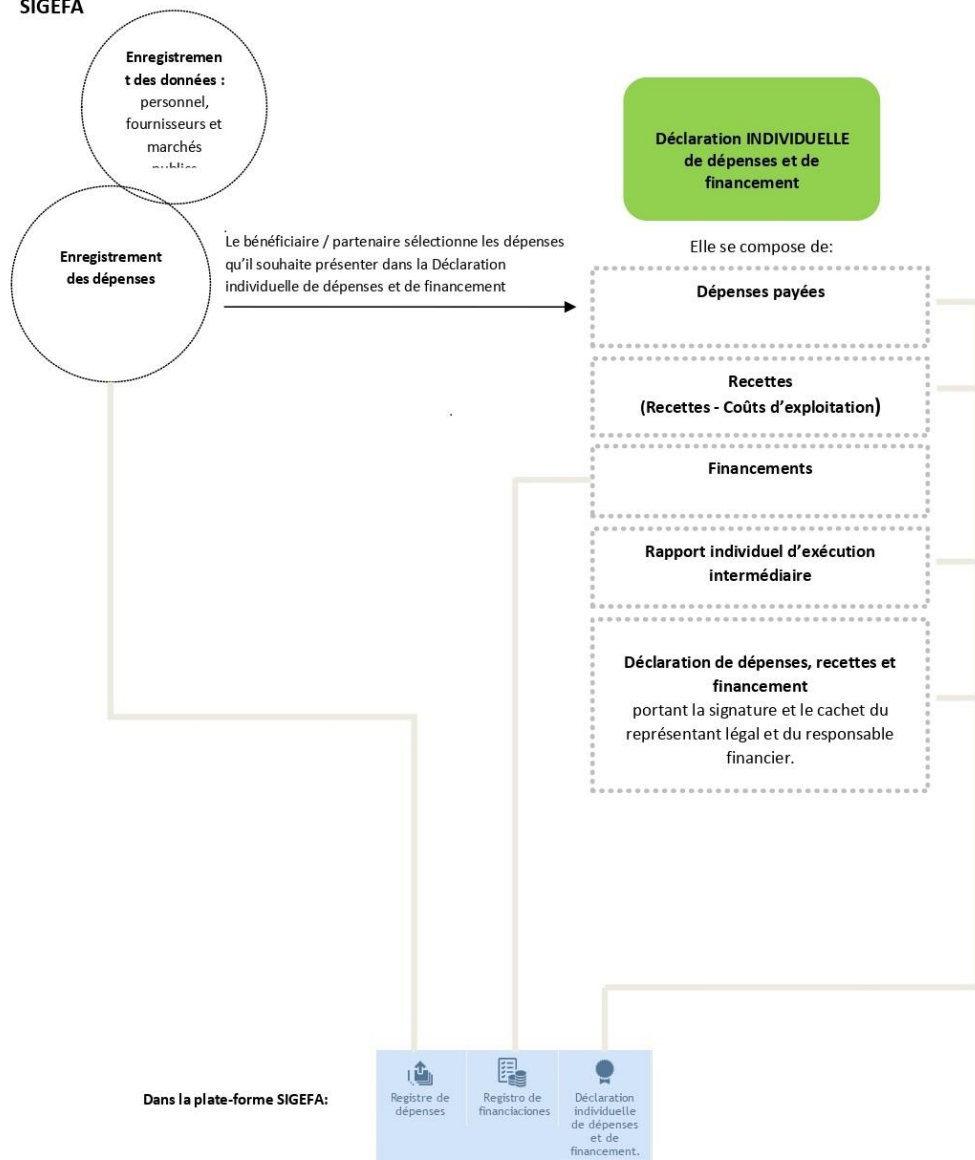 SIGEFA
Enregistremen
t des données :
personnel,
fournisseurs et
marchés
publics
Enregistrement
des dépenses
Le bénéficiaire / partenaire sélectionne les dépenses
qu'il souhaite présenter dans la Déclaration
individuelle de dépenses et de financement
Déclaration INDIVIDUELLE
de dépenses et de
financement
Elle se compose de:
Dépenses payées
Recettes
(Recettes - Coûts d'exploitation)
Financements
Rapport individuel d'exécution
intermédiaire
Déclaration de dépenses, recettes et
financement
portant la signature et le cachet du
représentant légal et du responsable
financier.
Dans la plate-forme SIGEFA:
Registre de
dépenses
Registro de
financiaciones
Déclaration
individuelle
de dépenses
et de
financement.